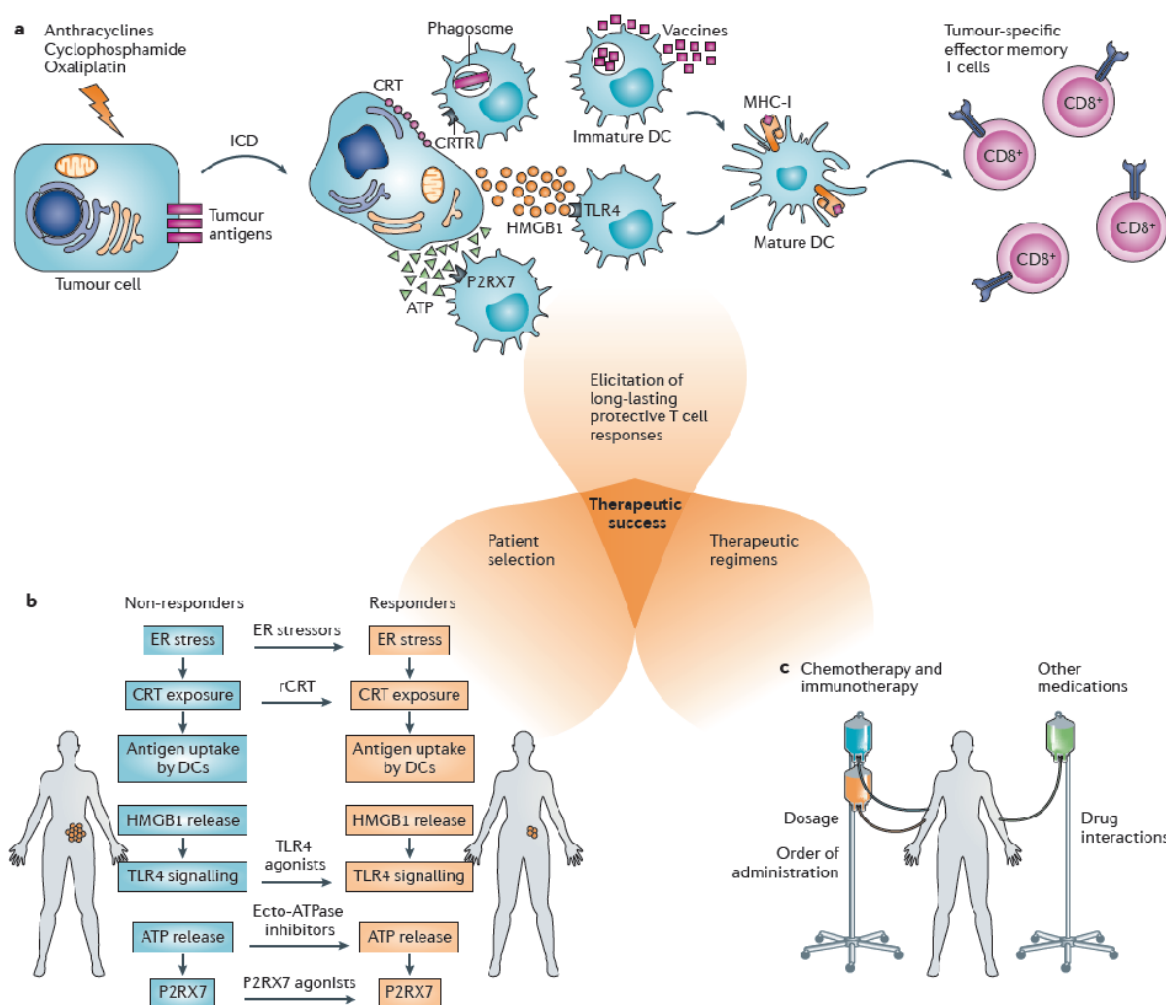 a
Anthracyclines
Cyclophosphamide
Oxaliplatin
ICD
Tumour
antigens
Tumour cell
CRT
Phagosome
CRTR
HMGB1
TLR4
ATP
P2RX7
Vaccines
Immature DC
MHC-I
Mature DC
Tumour-specific
effector memory
T cells
CD8+
CD8+
CD8+
CD8+
Elicitation of
long-lasting
protective T cell
responses
Therapeutic
success
Patient
selection
Therapeutic
regimens
b
Non-responders
Responders
ER stress
ER stressors
ER stress
CRT exposure
rCRT
CRT exposure
Antigen uptake
by DCs
Antigen uptake
by DCs
HMGB1 release
HMGB1 release
TLR4 signalling
TLR4
agonists
TLR4 signalling
ATP release
Ecto-ATPase
inhibitors
ATP release
P2RX7
P2RX7 agonists
P2RX7
c
Chemotherapy and
immunotherapy
Other
medications
Dosage
Order of
administration
Drug
interactions